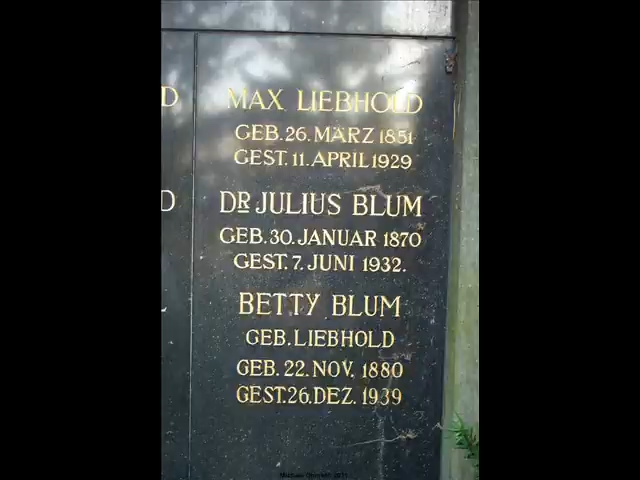 D
MAX LIEBHOLD
GEB. 26. MÄRZ 1851
GEST. 11. APRIL 1929
D
DR JULIUS BLUM
GEB. 30. JANUAR 1870
GEST. 7. JUNI 1932.
BETTY BLUM
GEB. LIEBHOLD
GEB. 22. NOV. 1880
GEST. 26. DEZ. 1939